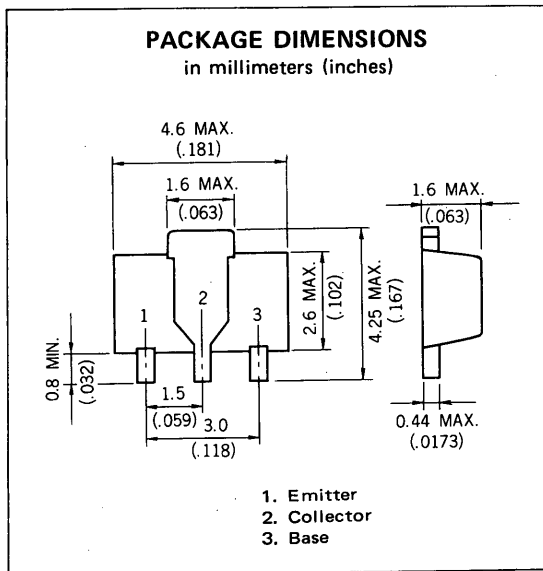 PACKAGE DIMENSIONS
in millimeters (inches)
4.6 MAX.
(.181)
1.6 MAX.
(.063)
1.6 MAX.
(.063)
1
2
3
2.6 MAX.
(.102)
4.25 MAX.
(.167)
0.8 MIN.
(.032)
1.5
(.059)
3.0
(.118)
0.44 MAX.
(.0173)
1. Emitter
2. Collector
3. Base